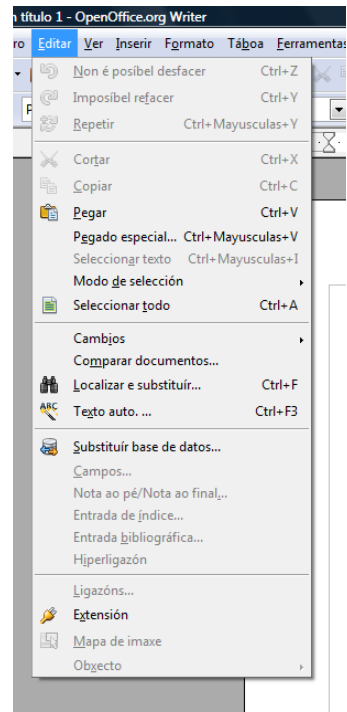 n título 1 - OpenOffice.org Writer
ro Editar Ver Inserir Formato Táboa Ferramentas
Non é posíbel desfacer Ctrl+Z
Imposíbel refacer Ctrl+Y
Repetir Ctrl+Mayusculas+Y
Cortar Ctrl+X
Copiar Ctrl+C
Pegar Ctrl+V
Pegado especial... Ctrl+Mayusculas+V
Seleccionar texto Ctrl+Mayusculas+I
Modo de selección
Seleccionar todo Ctrl+A
Cambios
Comparar documentos...
Localizar e substituír... Ctrl+F
Texto auto. ... Ctrl+F3
Substituír base de datos...
Campos...
Nota ao pé/Nota ao final...
Entrada de índice...
Entrada bibliográfica...
Hiperligazón
Ligazóns...
Extensión
Mapa de imaxe
Obxecto